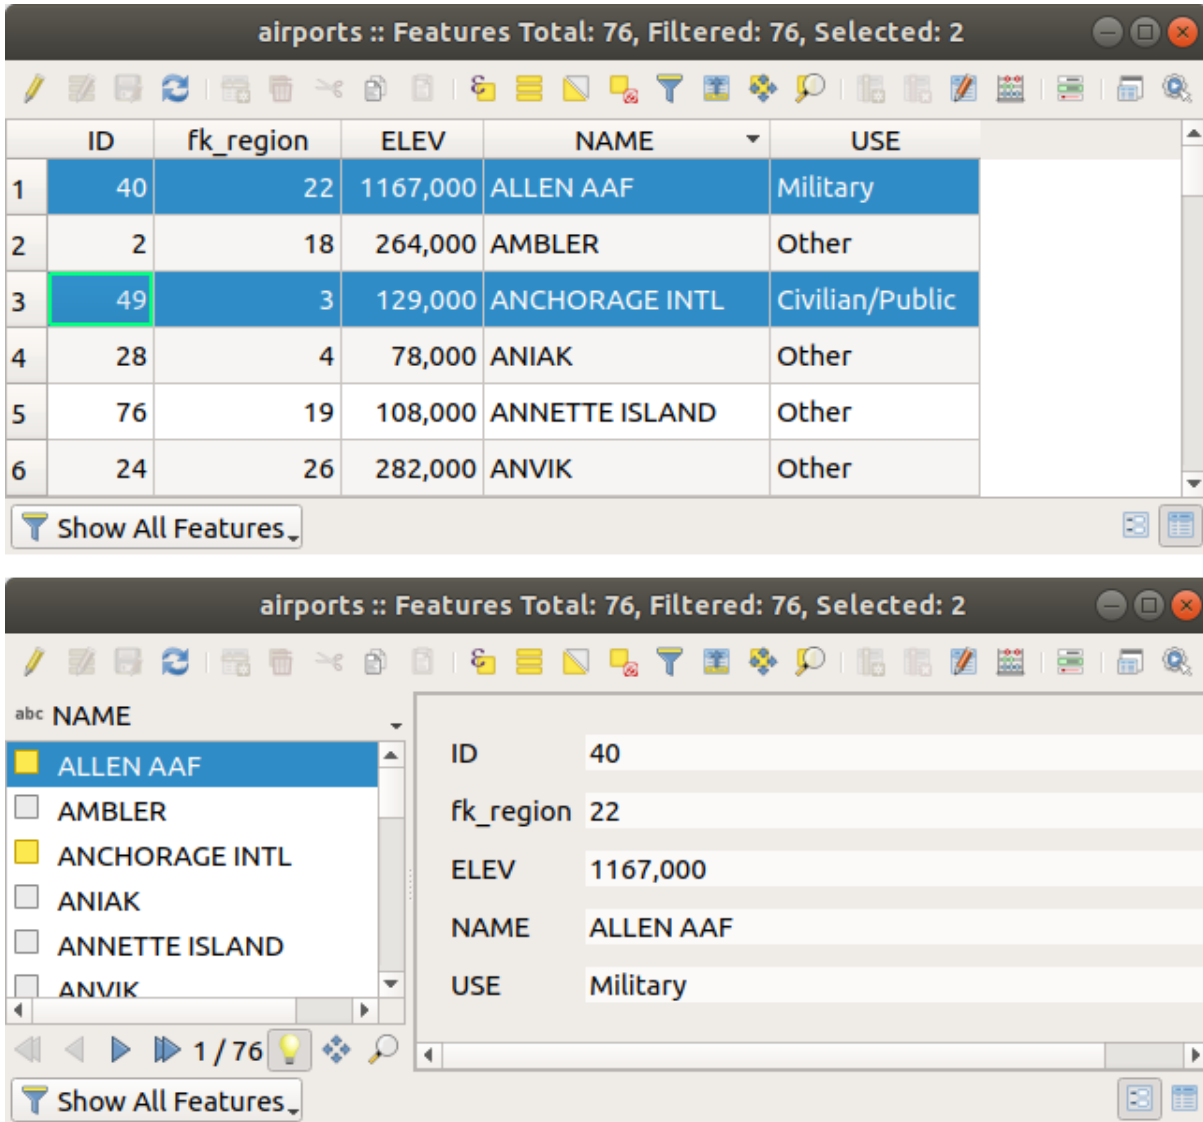 airports :: Features Total: 76, Filtered: 76, Selected: 2
ID fk_region ELEV NAME USE
1 40 22 1167,000 ALLEN AAF Military
2 2 18 264,000 AMBLER Other
3 49 3 129,000 ANCHORAGE INTL Civilian/Public
4 28 4 78,000 ANIAK Other
5 76 19 108,000 ANNETTE ISLAND Other
6 24 26 282,000 ANVIK Other
Show All Features
airports :: Features Total: 76, Filtered: 76, Selected: 2
abc NAME
ALLEN AAF
AMBLER
ANCHORAGE INTL
ANIAK
ANNETTE ISLAND
ANVIK
1 / 76
ID 40
fk_region 22
ELEV 1167,000
NAME ALLEN AAF
USE Military
Show All Features